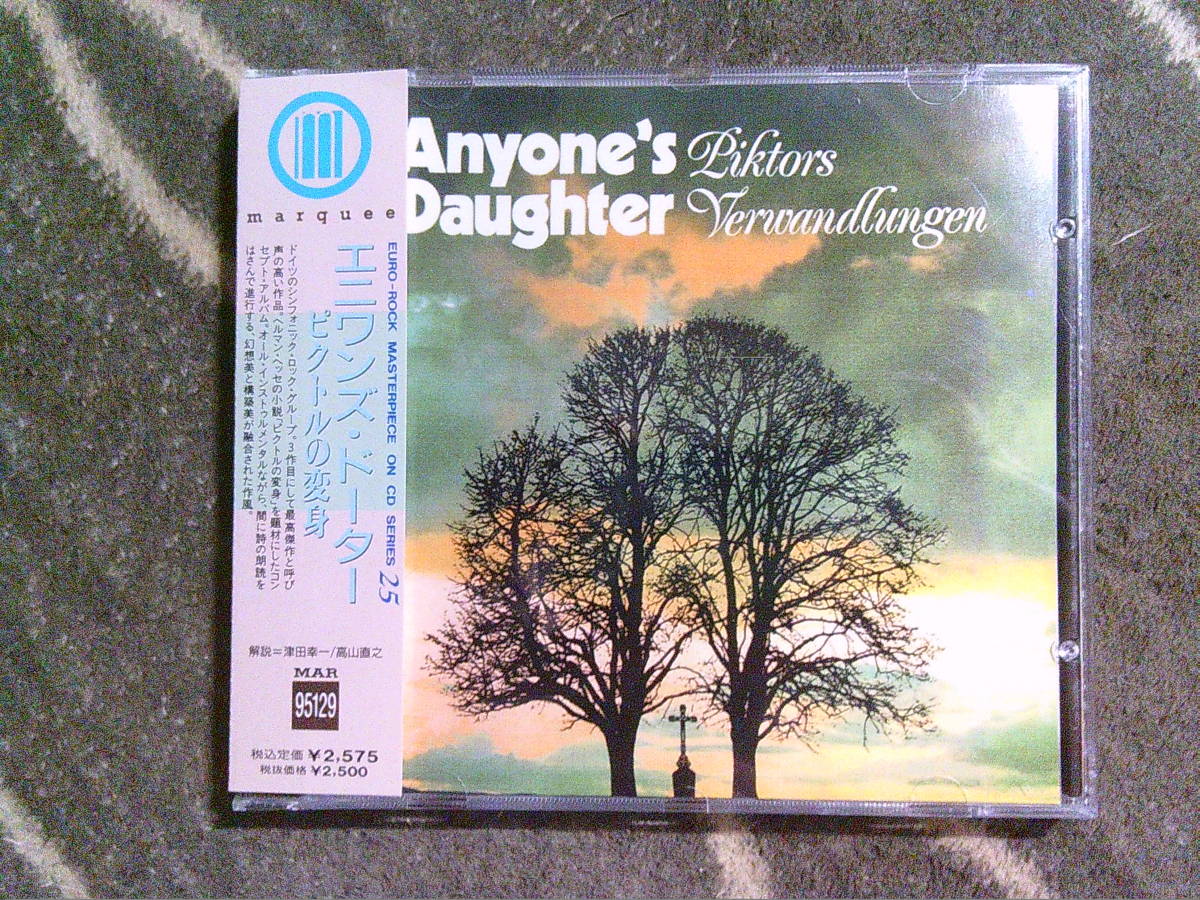 marquee
EURO-ROCK MASTERPIECE ON CD SERIES 25
エニワンズ・ドーター
ピクトルの変身
ドイツのシンフォニック・ロック・グループ。3作目にして最高傑作と呼び
声の高い作品。ヘルマン・ヘッセの小説「ピクトルの変身」を題材にしたコン
セプト・アルバム。オール・インストゥルメンタルながら、間に詩の朗読を
はさんで進行する、幻想美と構築美が融合された作風。
解説=津田幸一/高山直之
MAR
95129
税込定価 ¥2,575
税抜価格 ¥2,500
Anyone's
Daughter
Piktors
Verwandlungen